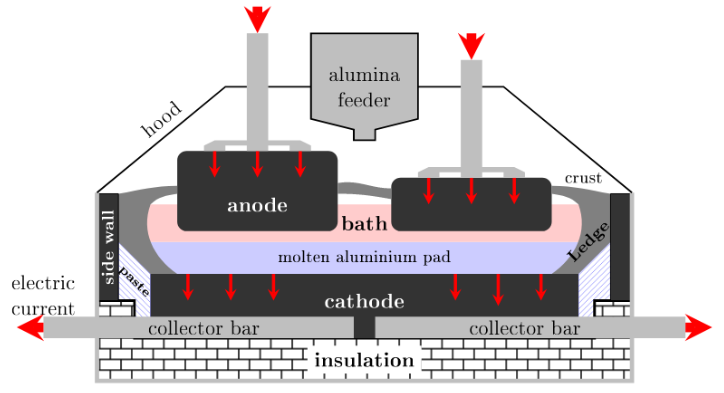 alumina
feeder
hood
crust
anode
bath
side wall
Ledge
molten aluminium pad
paste
electric
current
cathode
collector bar
collector bar
insulation